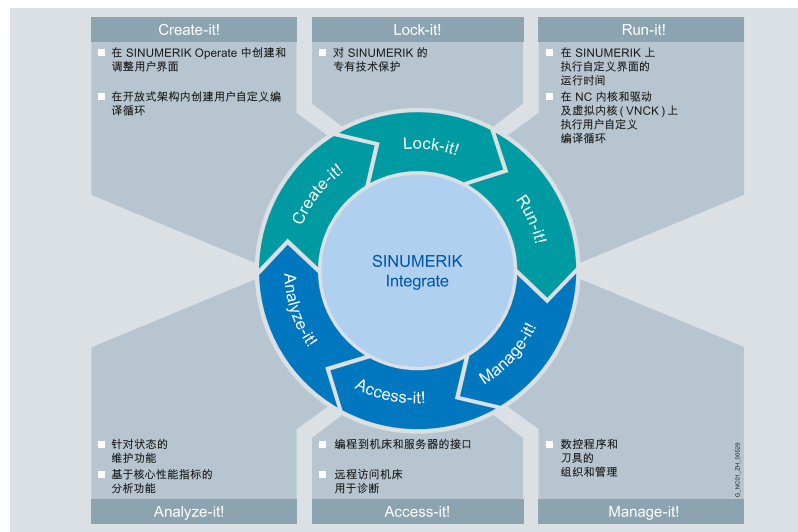 Create-it!
在 SINUMERIK Operate 中创建和
调整用户界面
在开放式架构内创建用户自定义编
译循环
Lock-it!
对 SINUMERIK 的
专有技术保护
Run-it!
在 SINUMERIK 上
执行自定义界面的
运行时间
在 NC 内核和驱动
及虚拟内核 ( VNCK ) 上
执行用户自定义
编译循环
Create-it!
Lock-it!
Run-it!
SINUMERIK
Integrate
Analyze-it!
Access-it!
Manage-it!
针对状态的
维护功能
基于核心性能指标的
分析功能
Analyze-it!
编程到机床和服务器的接口
远程访问机床
用于诊断
Access-it!
数控程序和
刀具的
组织和管理
Manage-it!
G_NC01_ZH_00529